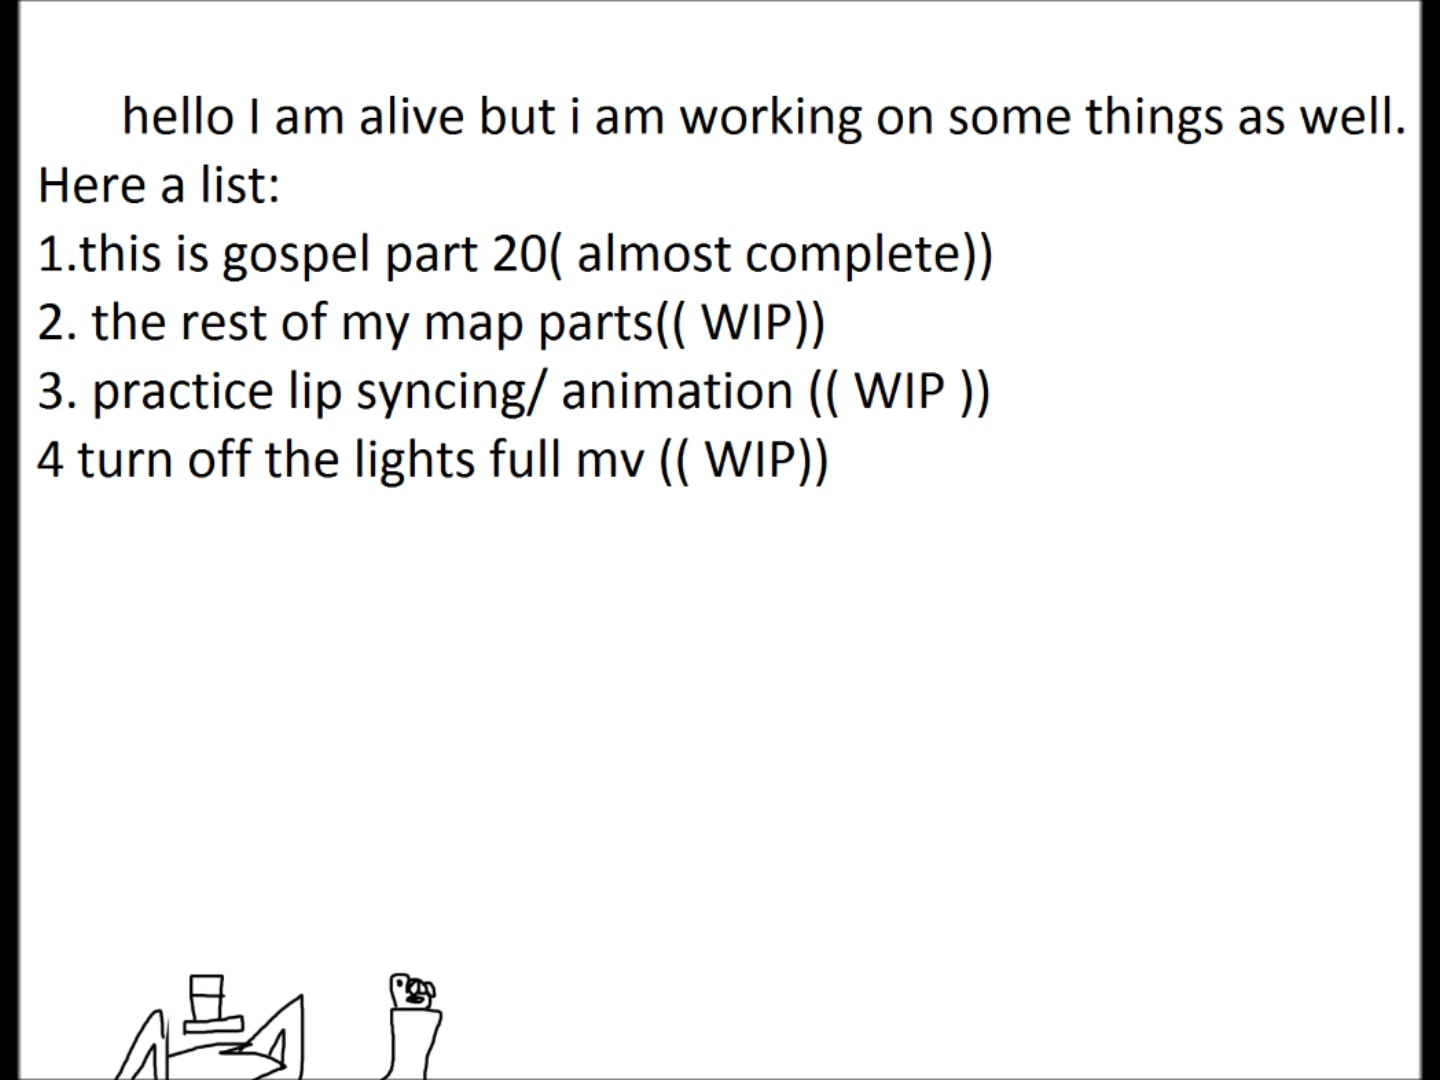 hello I am alive but i am working on some things as well.
Here a list:
1.this is gospel part 20( almost complete))
2. the rest of my map parts(( WIP))
3. practice lip syncing/ animation (( WIP ))
4 turn off the lights full mv (( WIP))